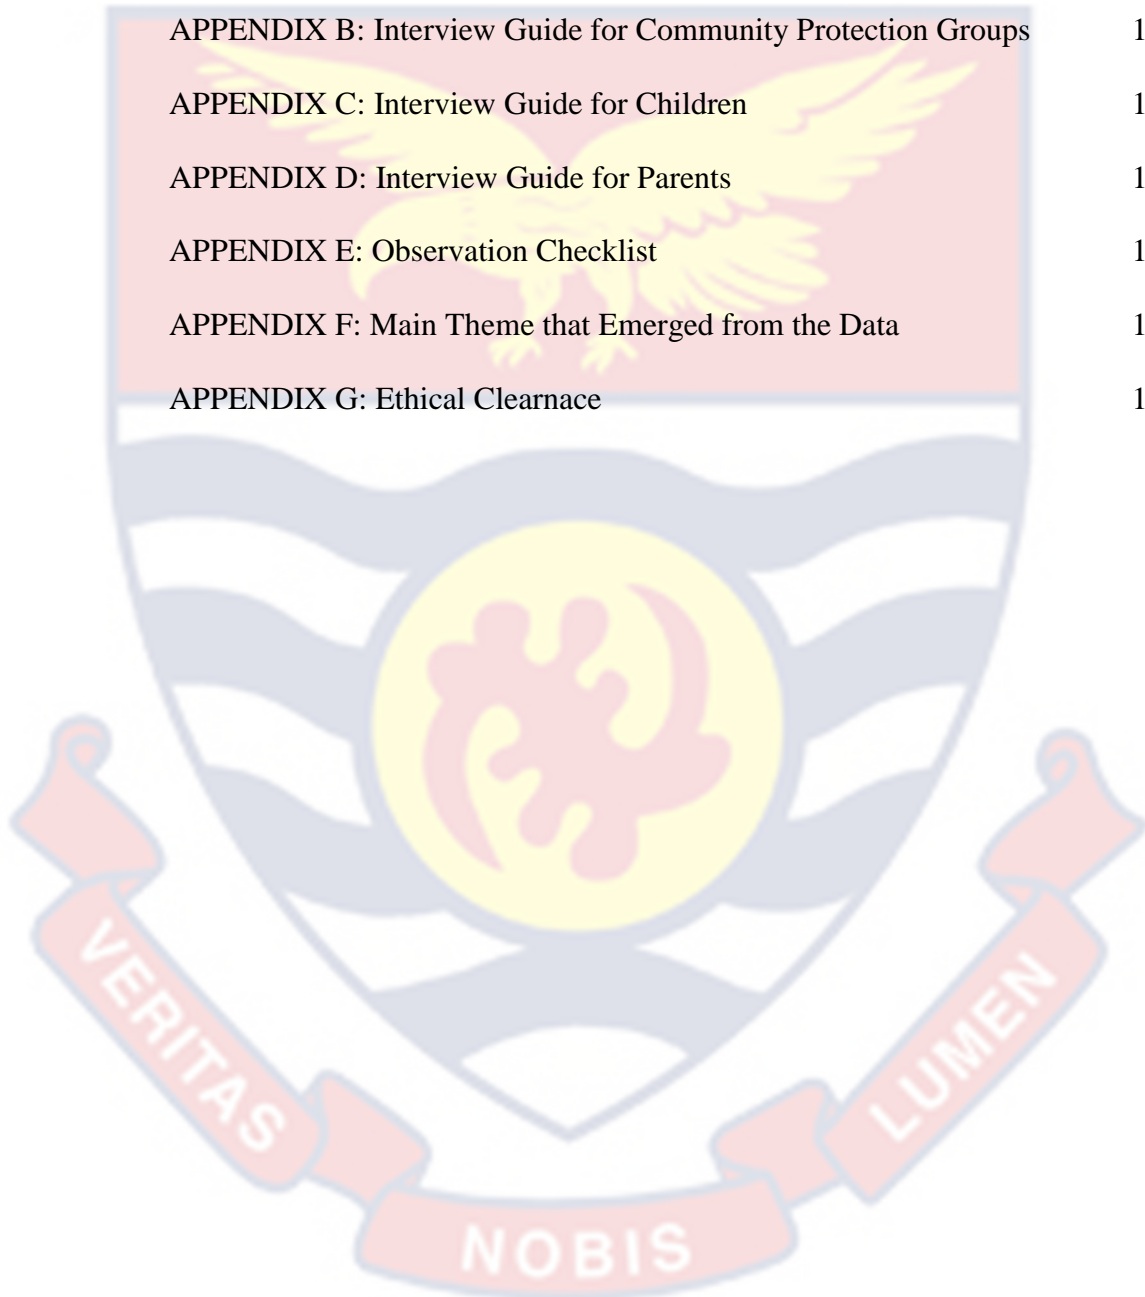 APPENDIX B: Interview Guide for Community Protection Groups 1
APPENDIX C: Interview Guide for Children 1
APPENDIX D: Interview Guide for Parents 1
APPENDIX E: Observation Checklist 1
APPENDIX F: Main Theme that Emerged from the Data 1
APPENDIX G: Ethical Clearnace 1
VERITAS
NOBIS
LUMEN